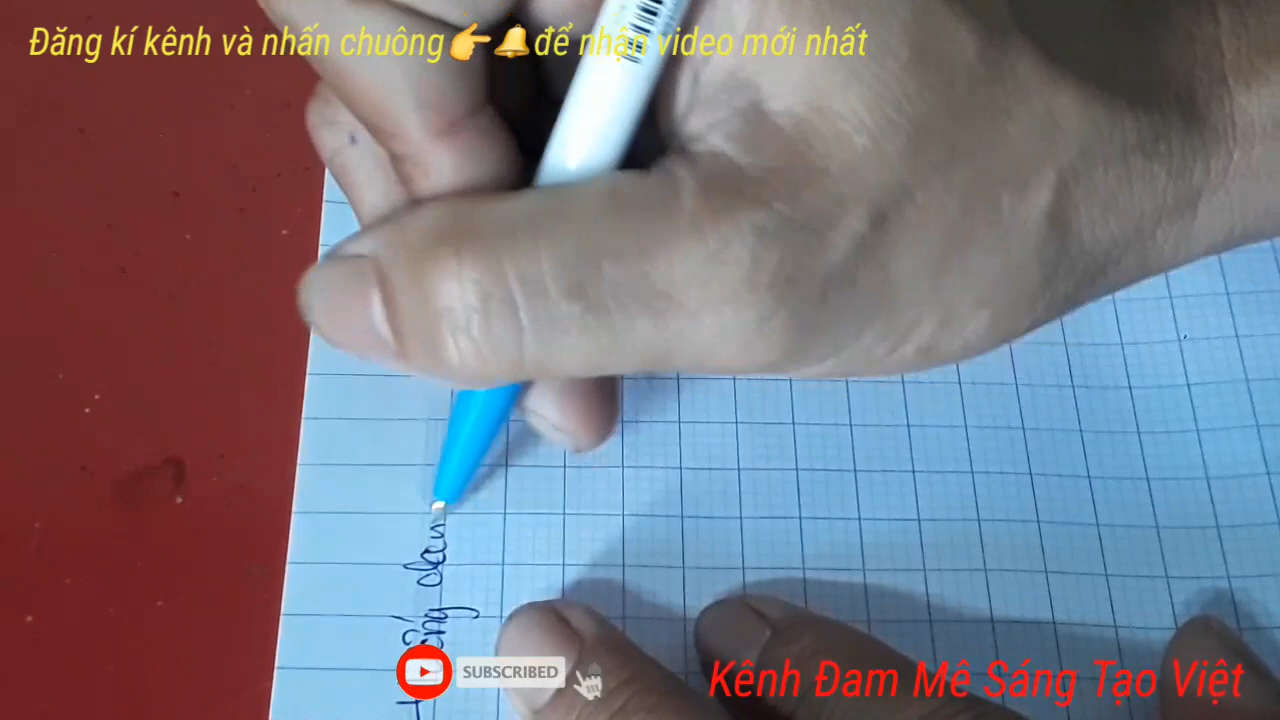 Đăng kí kênh và nhấn chuông👉🔔để nhận video mới nhất
SUBSCRIBED
Kênh Đam Mê Sáng Tạo Việt